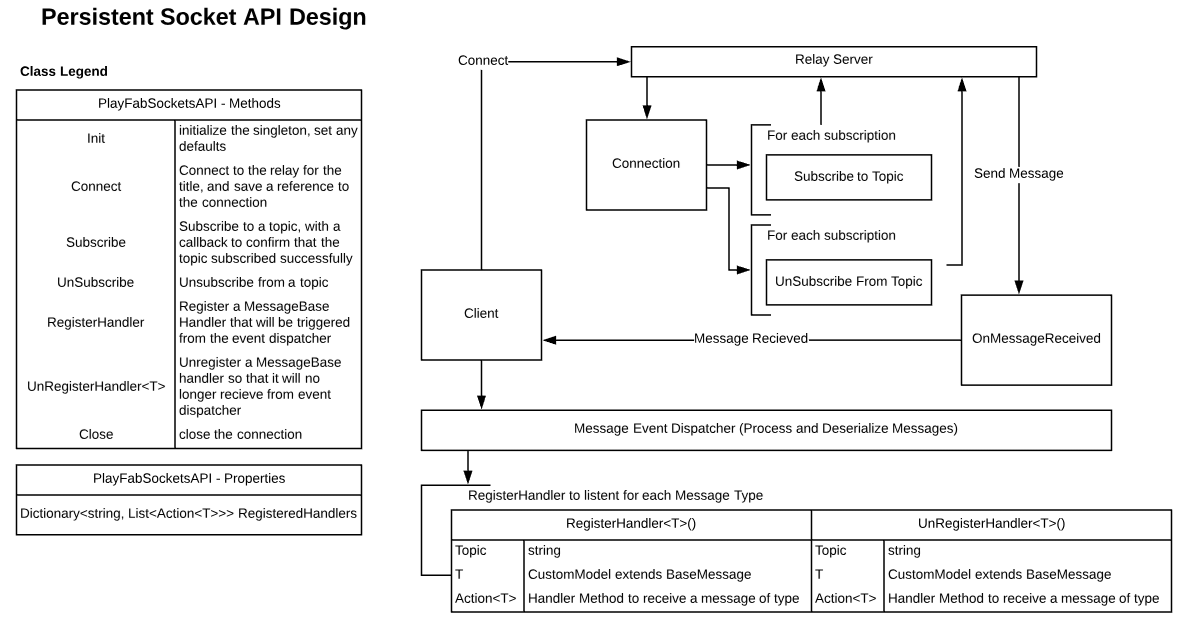 Persistent Socket API Design
Class Legend
PlayFabSocketsAPI - Methods
Init
initialize the singleton, set any
defaults
Connect
Connect to the relay for the
title, and save a reference to
the connection
Subscribe
Subscribe to a topic, with a
callback to confirm that the
topic subscribed successfully
UnSubscribe
Unsubscribe from a topic
RegisterHandler
Register a MessageBase
Handler that will be triggered
from the event dispatcher
UnRegisterHandler<T>
Unregister a MessageBase
handler so that it will no
longer recieve from event
dispatcher
Close
close the connection
PlayFabSocketsAPI - Properties
Dictionary<string, List<Action<T>>> RegisteredHandlers
Connect
Relay Server
Connection
For each subscription
Subscribe to Topic
Send Message
For each subscription
UnSubscribe From Topic
Client
Message Recieved
OnMessageReceived
Message Event Dispatcher (Process and Deserialize Messages)
RegisterHandler to listent for each Message Type
RegisterHandler<T>()
Topic
string
T
CustomModel extends BaseMessage
Action<T>
Handler Method to receive a message of type
UnRegisterHandler<T>()
Topic
string
T
CustomModel extends BaseMessage
Action<T>
Handler Method to receive a message of type